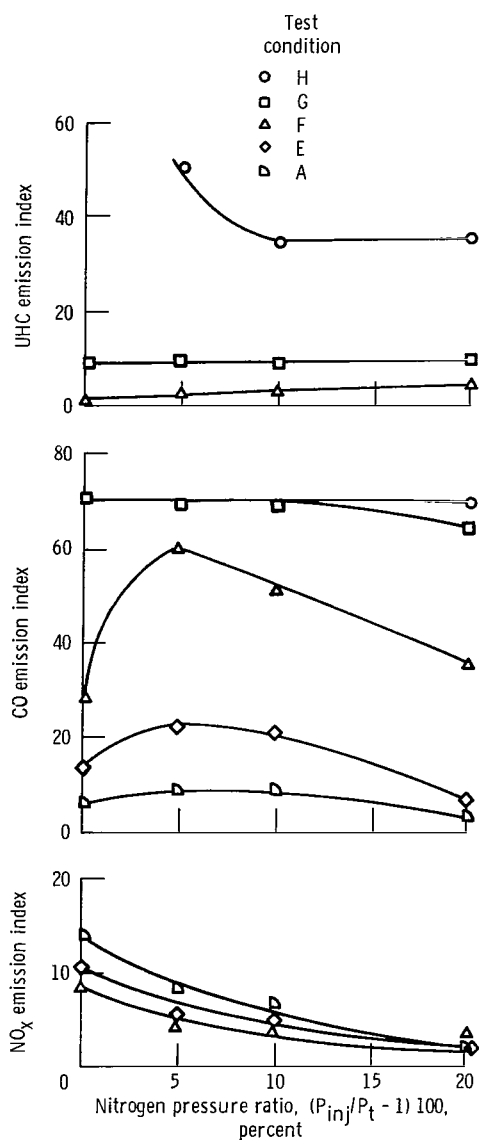 Test
condition
H
G
F
E
A
60
40
20
0
UHC emission index
80
70
60
40
20
0
CO emission index
20
10
0
NOx emission index
0 5 10 15 20
Nitrogen pressure ratio, (Pinj/Pt - 1) 100,
percent